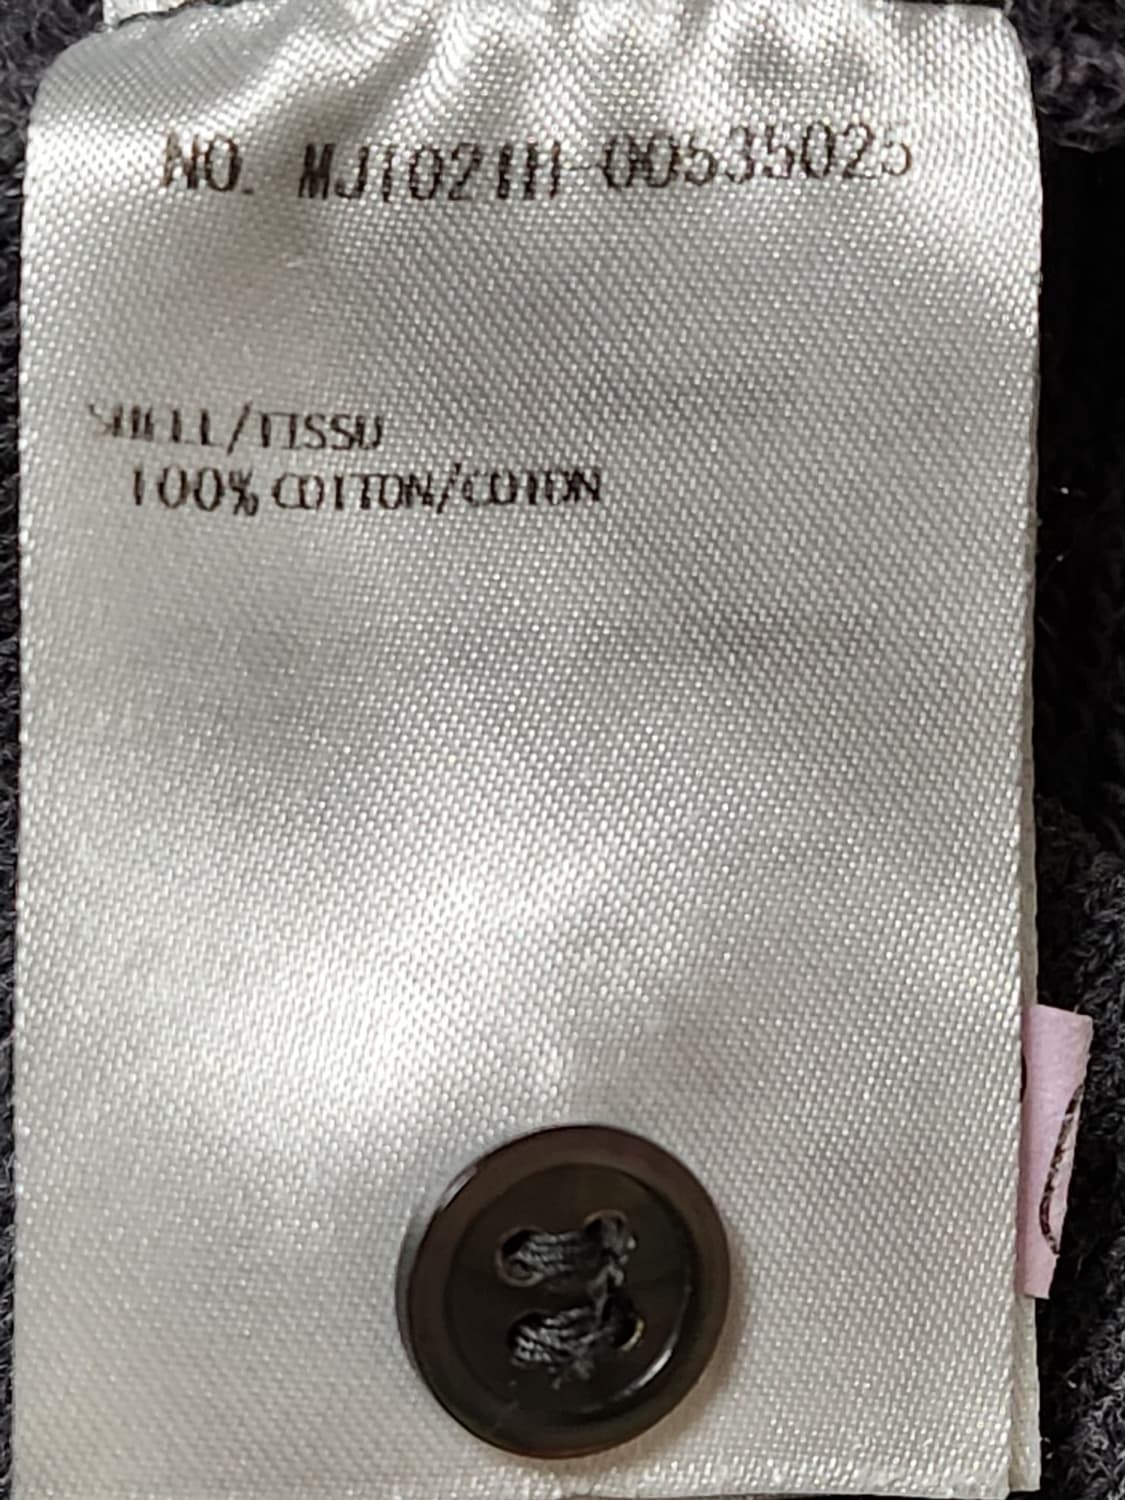 NO. MJ1021H-00535025
SHELL/TISSU
100% COTTON/COTON